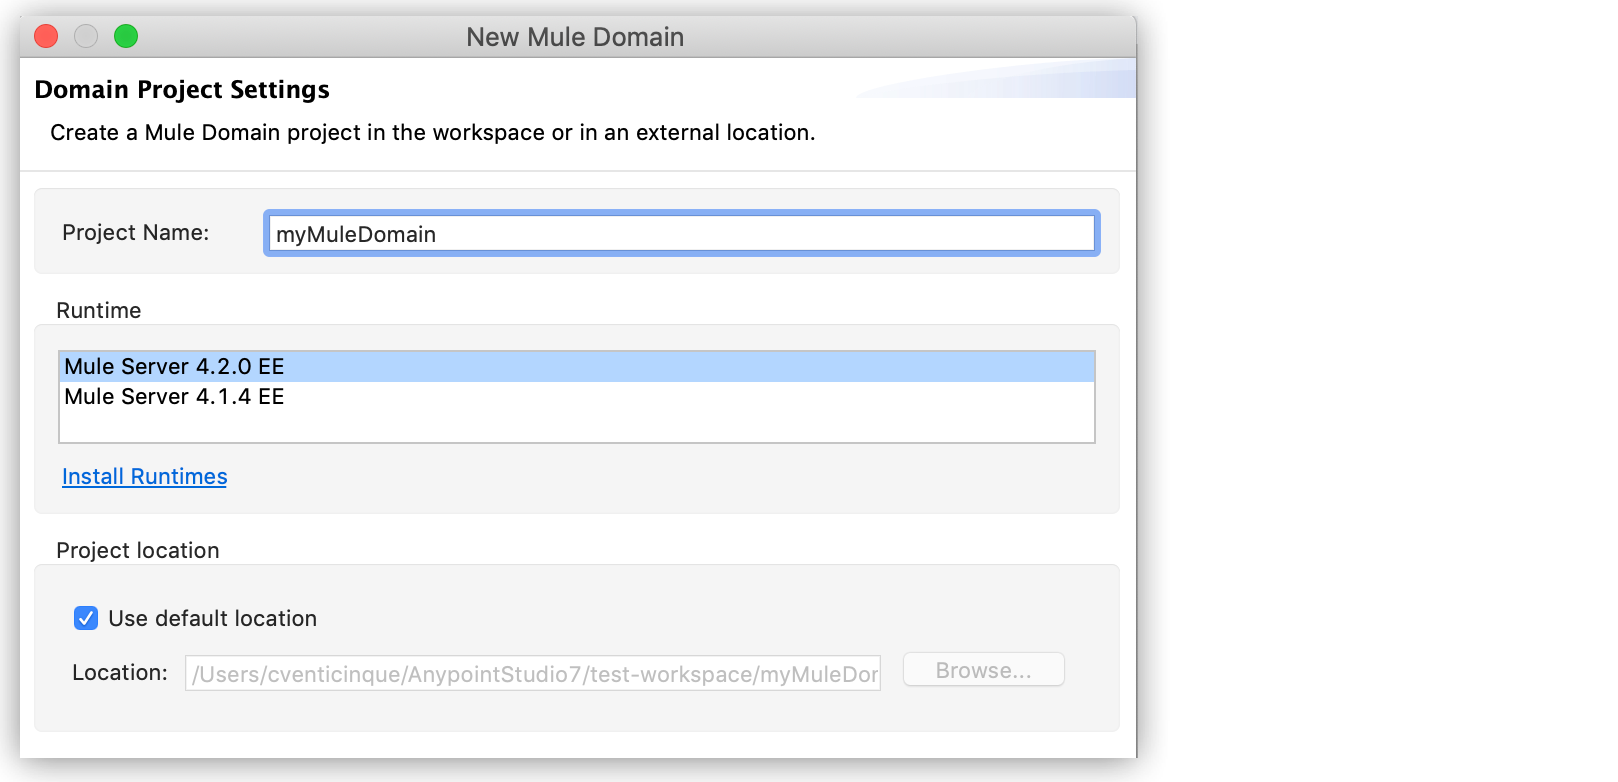 New Mule Domain
Domain Project Settings
Create a Mule Domain project in the workspace or in an external location.
Project Name: myMuleDomain
Runtime
Mule Server 4.2.0 EE
Mule Server 4.1.4 EE
Install Runtimes
Project location
Use default location
Location: /Users/cventicinque/AnypointStudio7/test-workspace/myMuleDor Browse...